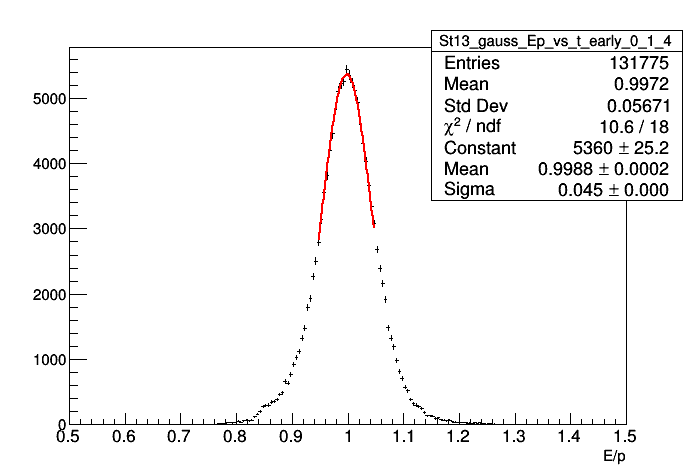 St13_gauss_Ep_vs_t_early_0_1_4
Entries 131775
Mean 0.9972
Std Dev 0.05671
χ² / ndf 10.6 / 18
Constant 5360 ± 25.2
Mean 0.9988 ± 0.0002
Sigma 0.045 ± 0.000
5000
4000
3000
2000
1000
0
0.5 0.6 0.7 0.8 0.9 1 1.1 1.2 1.3 1.4 1.5
E/p